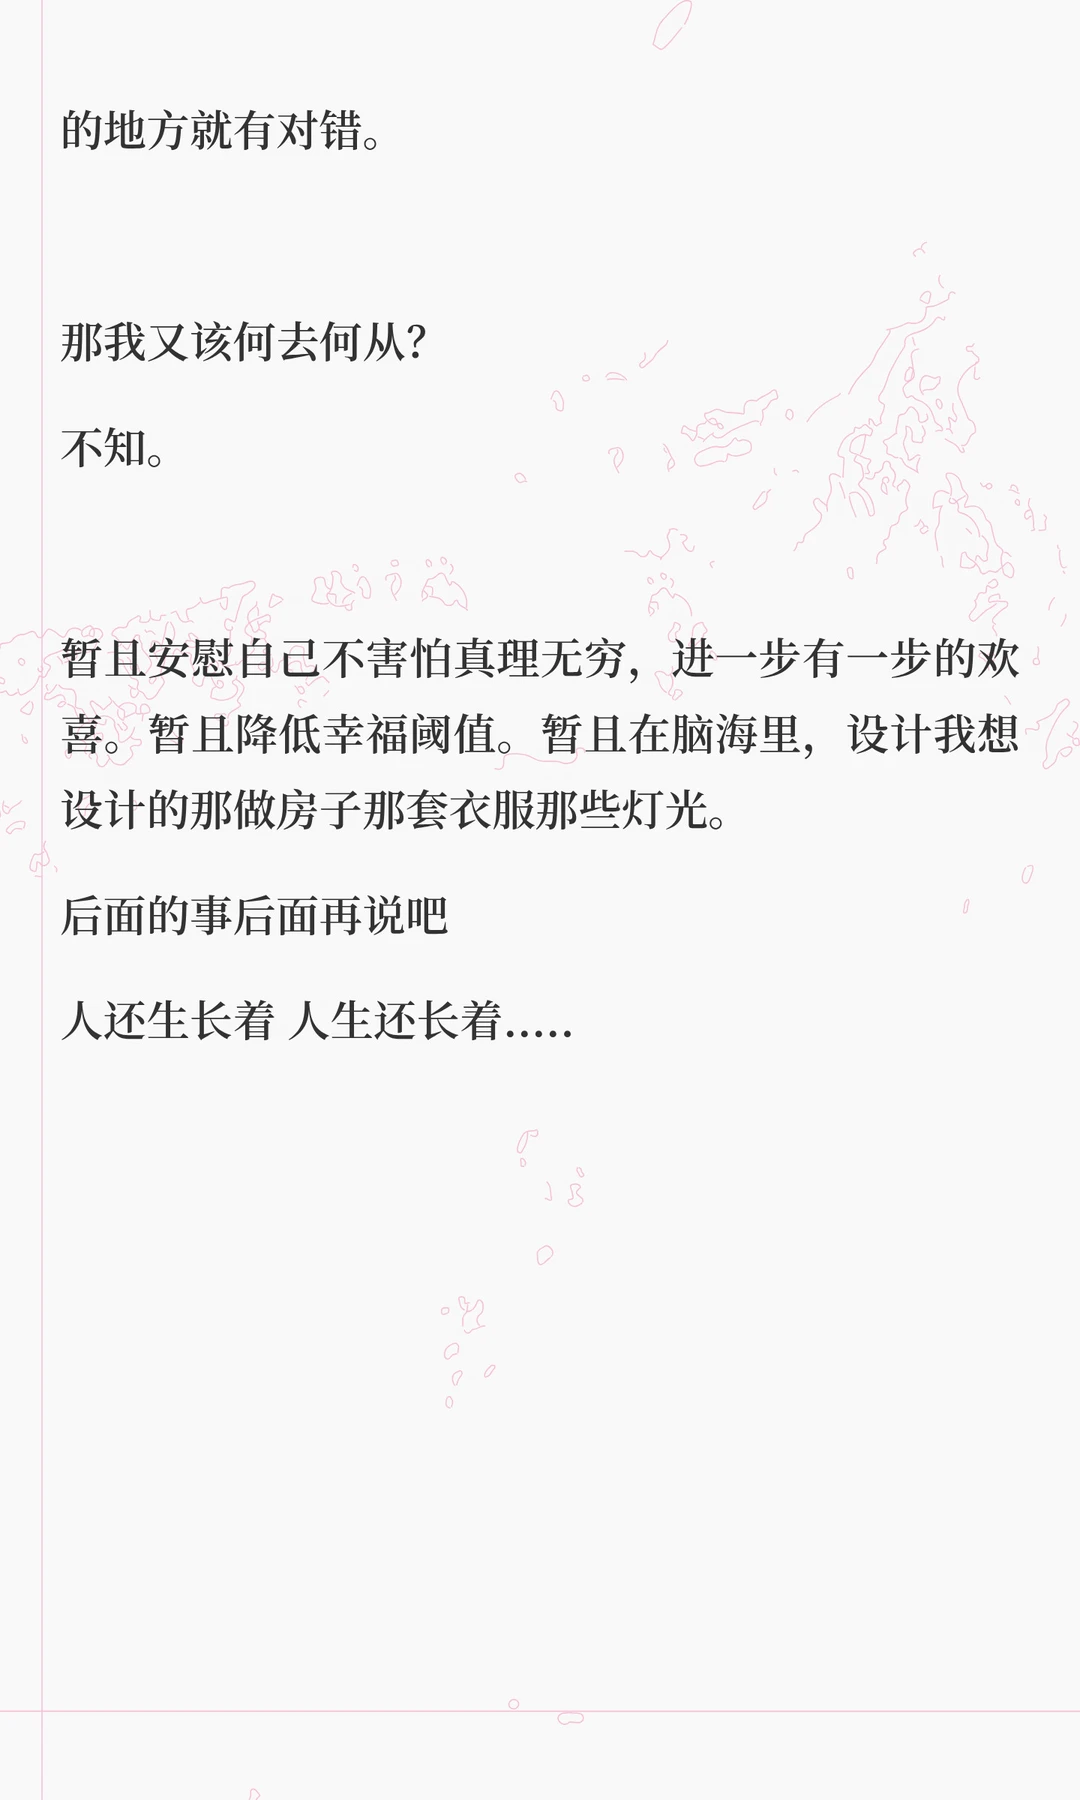 的地方就有对错。
那我又该何去何从？
不知。
暂且安慰自己不害怕真理无穷，进一步有一步的欢
喜。暂且降低幸福阈值。暂且在脑海里，设计我想
设计的那做房子那套衣服那些灯光。
后面的事后面再说吧
人还生长着 人生还长着.....